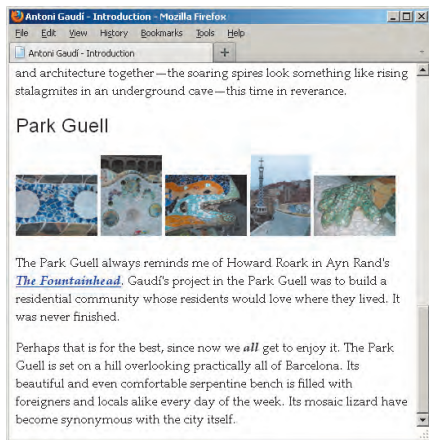 Antoni Gaudí - Introduction - Mozilla Firefox
File Edit View History Bookmarks Tools Help
Antoni Gaudí - Introduction
and architecture together—the soaring spires look something like rising
stalagmites in an underground cave—this time in reverance.
Park Guell
The Park Guell always reminds me of Howard Roark in Ayn Rand's
The Fountainhead. Gaudí's project in the Park Guell was to build a
residential community whose residents would love where they lived. It
was never finished.
Perhaps that is for the best, since now we all get to enjoy it. The Park
Guell is set on a hill overlooking practically all of Barcelona. Its
beautiful and even comfortable serpentine bench is filled with
foreigners and locals alike every day of the week. Its mosaic lizard have
become synonymous with the city itself.